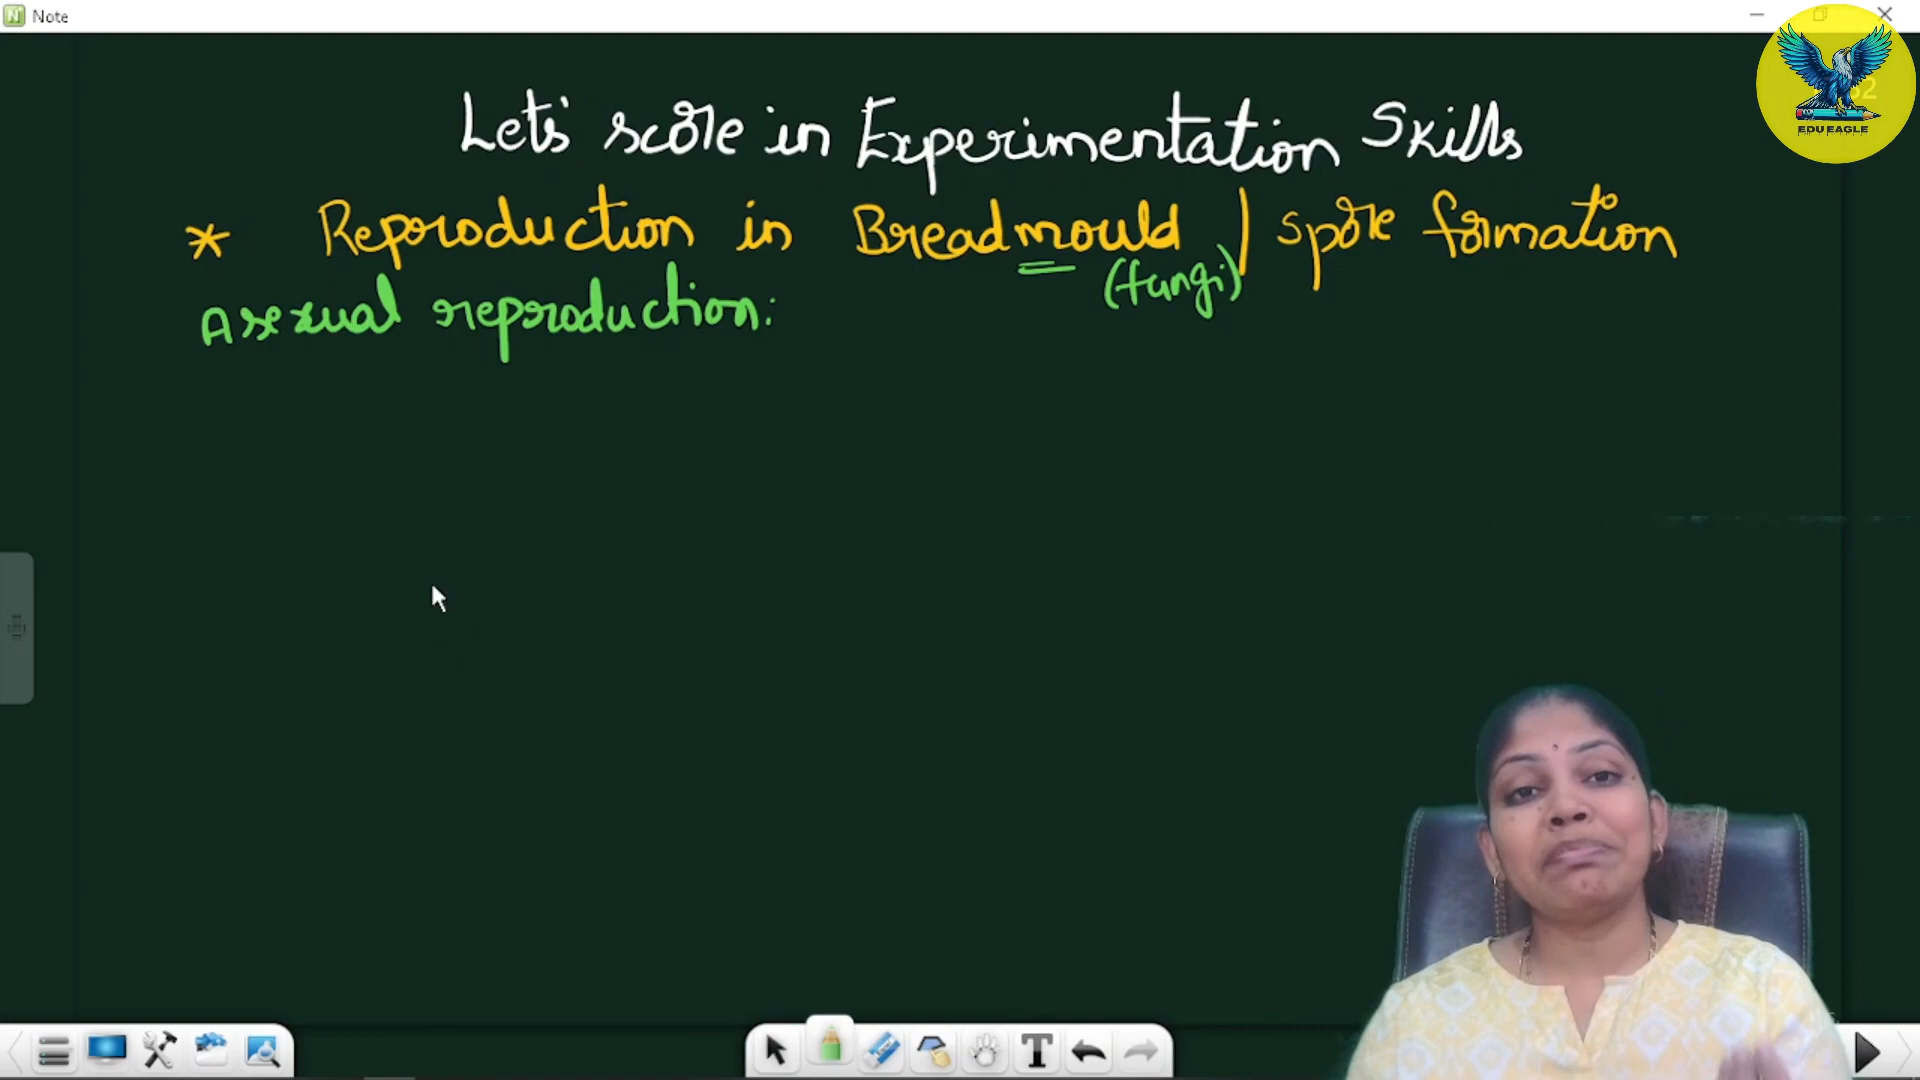 Note
EDU EAGLE
Let's score in Experimentation Skills
* Reproduction in Breadmould | spore formation
(fungi)
Asexual reproduction:
T